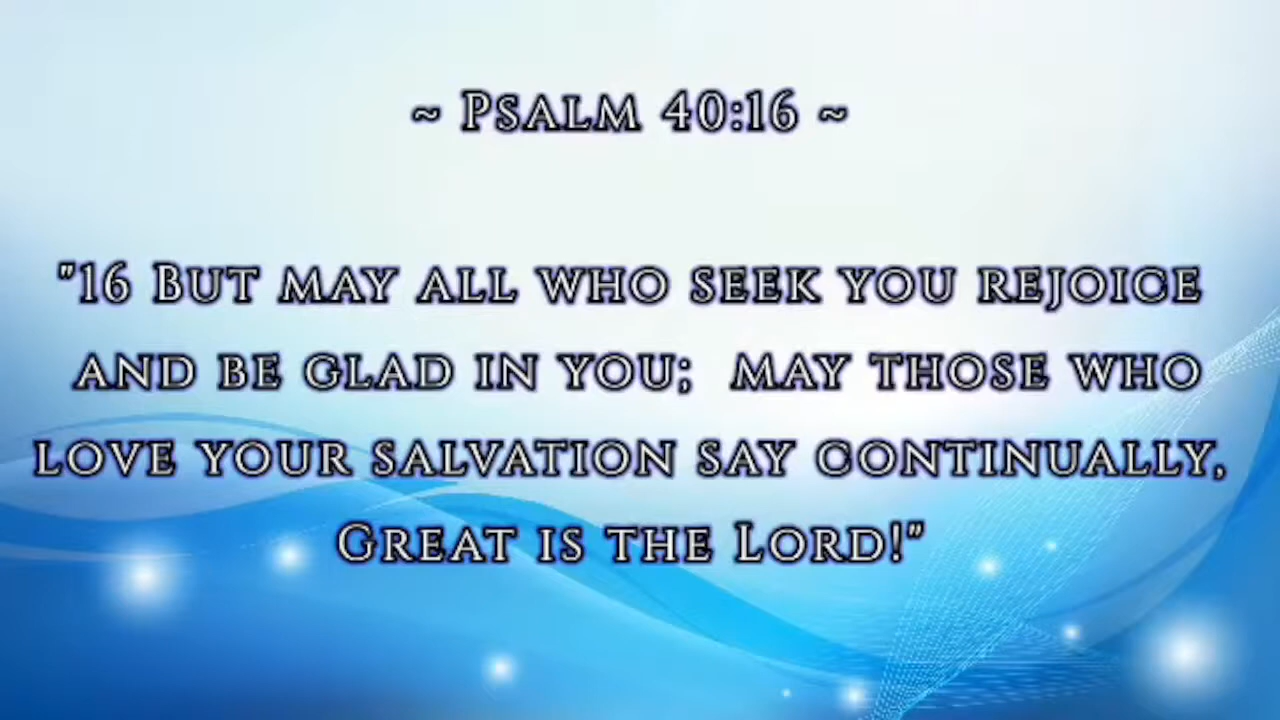 ~ Psalm 40:16 ~
"16 But may all who seek you rejoice
and be glad in you; may those who
love your salvation say continually,
Great is the Lord!"